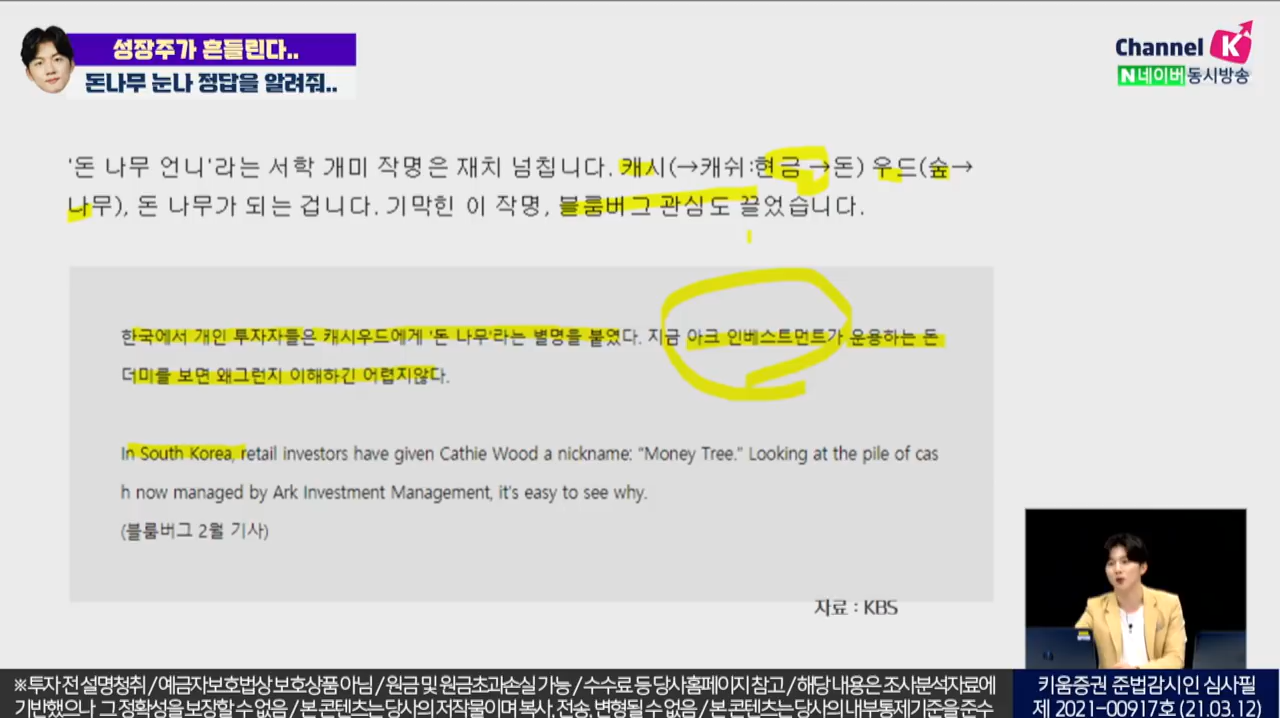 성장주가 흔들린다..
돈나무 눈나 정답을 알려줘..
Channel K
N네이버 동시방송
'돈 나무 언니'라는 서학 개미 작명은 재치 넘칩니다. 캐시(→캐쉬:현금 →돈) 우드(숲→
나무), 돈 나무가 되는 겁니다. 기막힌 이 작명, 블룸버그 관심도 끌었습니다.
한국에서 개인 투자자들은 캐시우드에게 '돈 나무'라는 별명을 붙였다. 지금 아크 인베스트먼트가 운용하는 돈
더미를 보면 왜그런지 이해하긴 어렵지않다.
In South Korea, retail investors have given Cathie Wood a nickname: “Money Tree.” Looking at the pile of cas
h now managed by Ark Investment Management, it’s easy to see why.
(블룸버그 2월 기사)
자료 : KBS
※ 투자 전 설명청취 / 예금자보호법상 보호상품 아님 / 원금 및 원금초과손실 가능 / 수수료 등 당사홈페이지 참고 / 해당 내용은 조사분석자료에
기반했으나 그 정확성을 보장할 수 없음 / 본 콘텐츠는 당사의 저작물이며 복사, 전송, 변형될 수 없음 / 본 콘텐츠는 당사의 내부통제기준을 준수
키움증권 준법감시인 심사필
제 2021-00917호 (21.03.12)